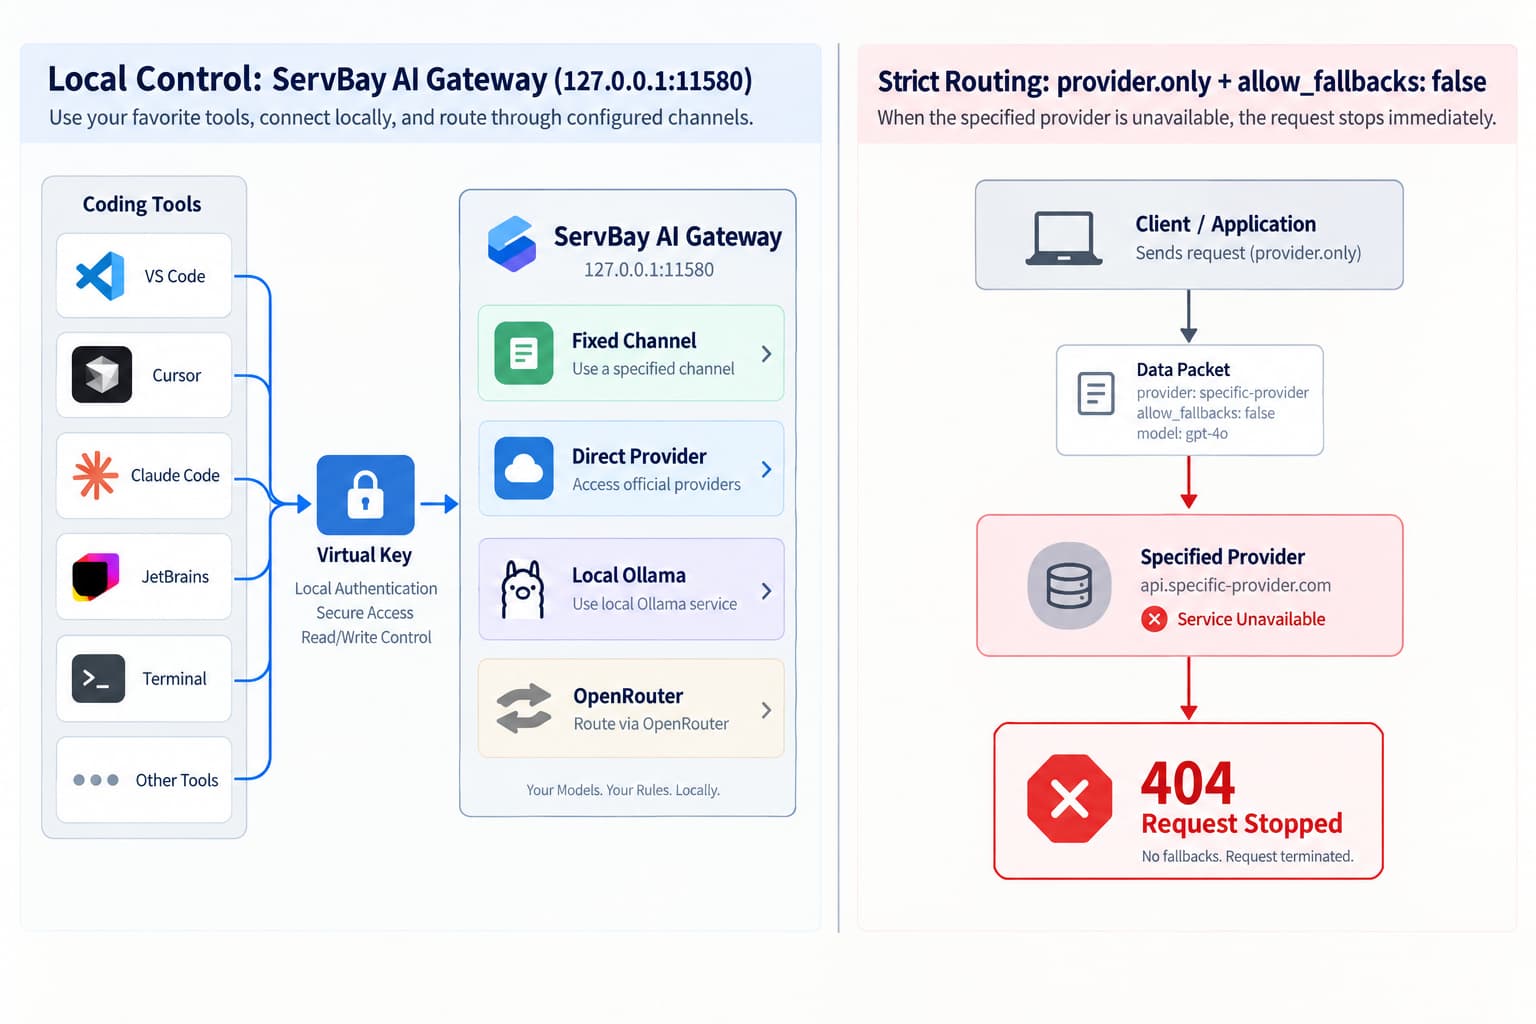 Local Control: ServBay AI Gateway (127.0.0.1:11580)
Use your favorite tools, connect locally, and route through configured channels.
Coding Tools
VS Code
Cursor
Claude Code
JetBrains
Terminal
Other Tools
Virtual Key
Local Authentication
Secure Access
Read/Write Control
ServBay AI Gateway
127.0.0.1:11580
Fixed Channel
Use a specified channel
Direct Provider
Access official providers
Local Ollama
Use local Ollama service
OpenRouter
Route via OpenRouter
Your Models. Your Rules. Locally.
Strict Routing: provider.only + allow_fallbacks: false
When the specified provider is unavailable, the request stops immediately.
Client / Application
Sends request (provider.only)
Data Packet
provider: specific-provider
allow_fallbacks: false
model: gpt-4o
Specified Provider
api.specific-provider.com
Service Unavailable
404
Request Stopped
No fallbacks. Request terminated.